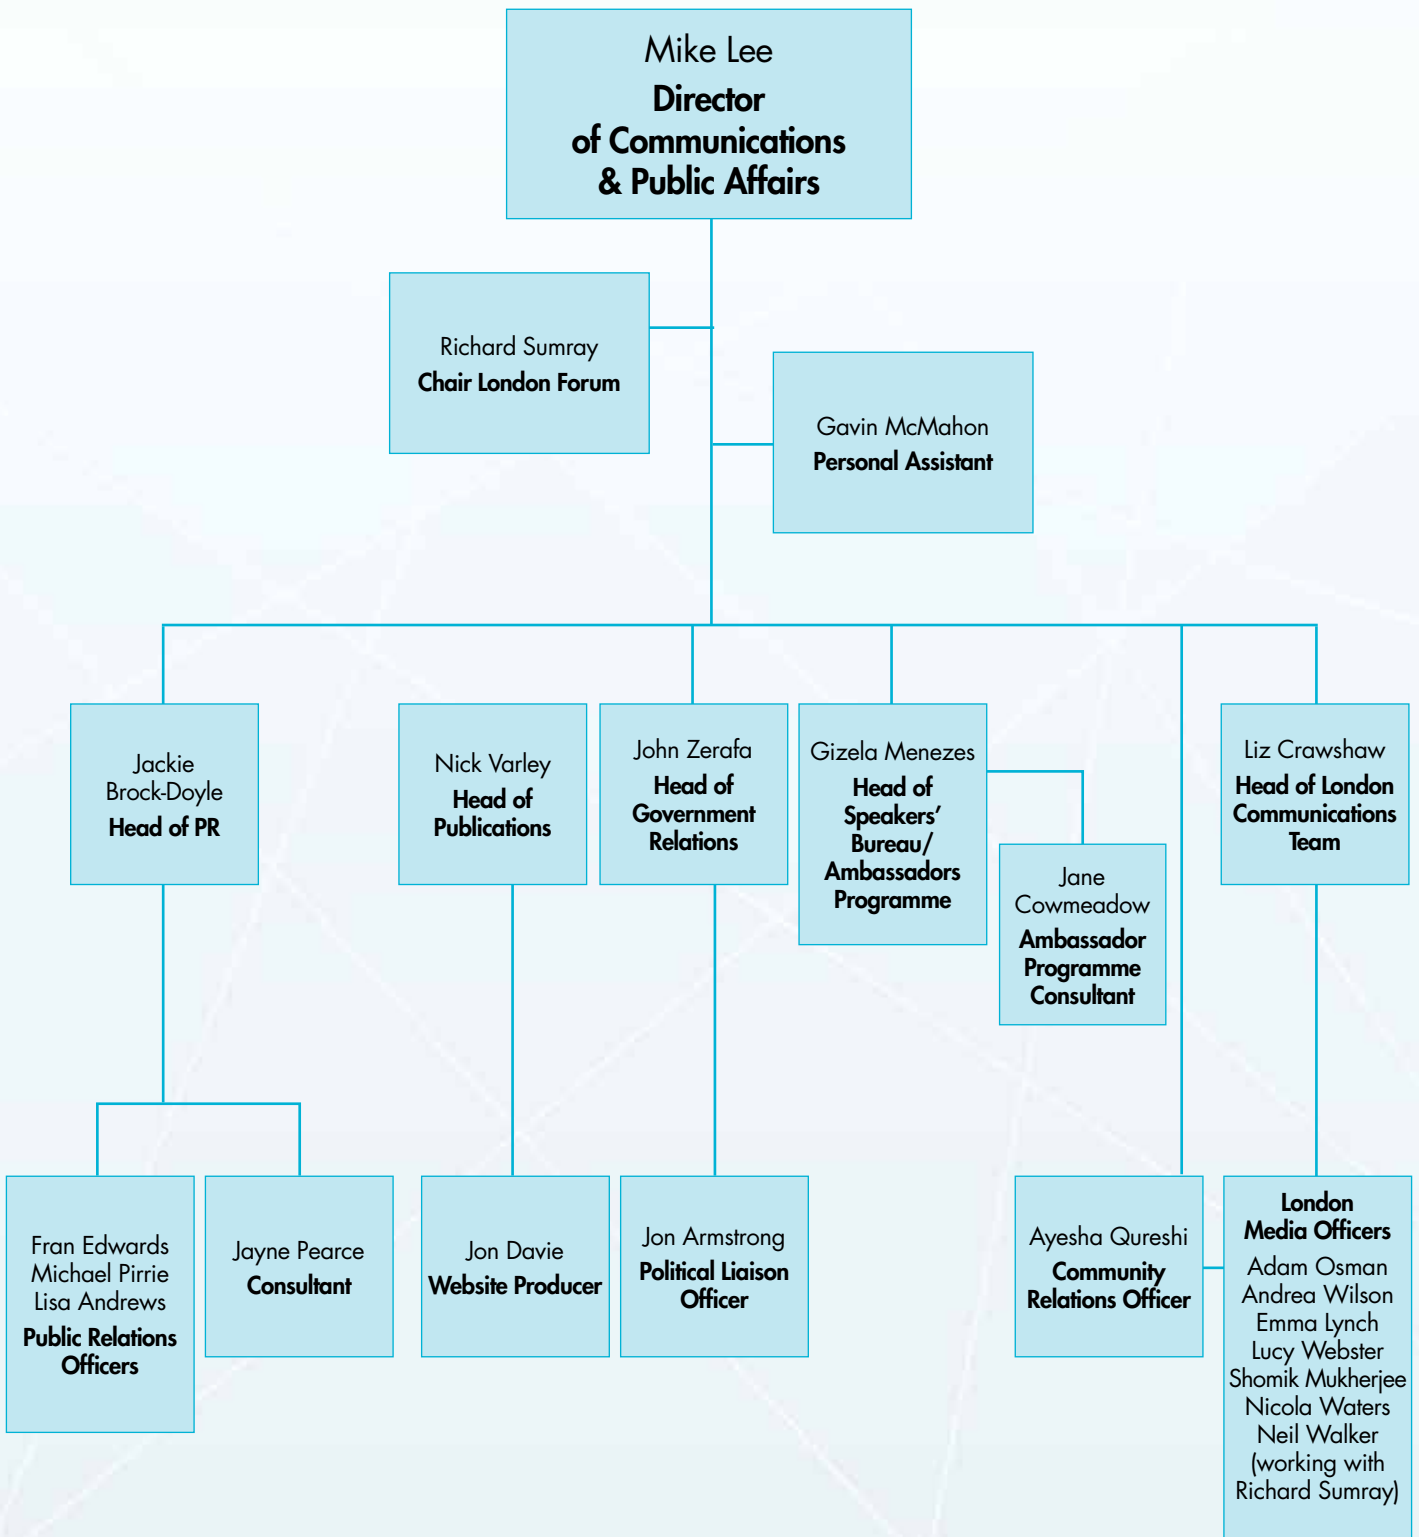 Mike Lee
Director
of Communications
& Public Affairs
Richard Sumray
Chair London Forum
Gavin McMahon
Personal Assistant
Jackie
Brock-Doyle
Head of PR
Nick Varley
Head of
Publications
John Zerafa
Head of
Government
Relations
Gizela Menezes
Head of
Speakers’
Bureau/
Ambassadors
Programme
Jane
Cowmeadow
Ambassador
Programme
Consultant
Liz Crawshaw
Head of London
Communications
Team
Fran Edwards
Michael Pirrie
Lisa Andrews
Public Relations
Officers
Jayne Pearce
Consultant
Jon Davie
Website Producer
Jon Armstrong
Political Liaison
Officer
Ayesha Qureshi
Community
Relations Officer
London
Media Officers
Adam Osman
Andrea Wilson
Emma Lynch
Lucy Webster
Shomik Mukherjee
Nicola Waters
Neil Walker
(working with
Richard Sumray)